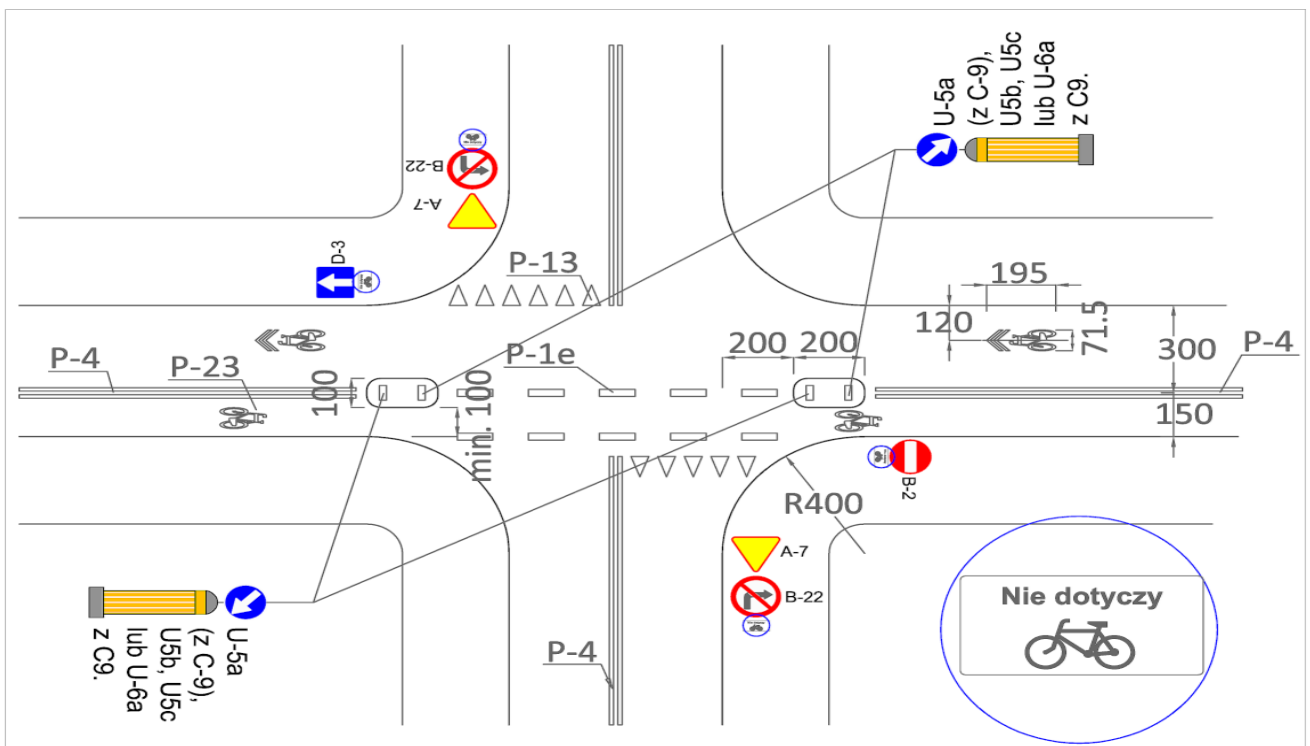 U-5a
(z C-9),
U5b, U5c
lub U-6a
z C9.
B-22
A-7
D-3
P-13
195
120
71.5
P-4
P-23
P-1e
200
200
300
P-4
100
min. 100
150
B-2
R400
A-7
B-22
Nie dotyczy
P-4
U-5a
(z C-9),
U5b, U5c
lub U-6a
z C9.